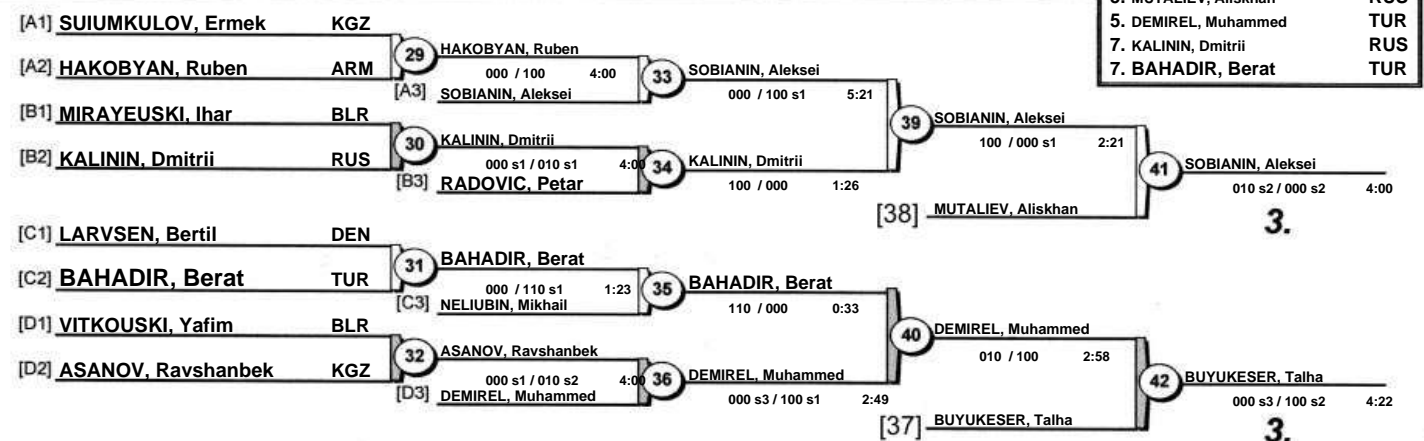 [A1] SUIUMKULOV, Ermek KGZ
[A2] HAKOBYAN, Ruben ARM
[B1] MIRAYEUSKI, Ihar BLR
[B2] KALININ, Dmitrii RUS
[C1] LARVSEN, Bertil DEN
[C2] BAHADIR, Berat TUR
[D1] VITKOUSKI, Yafim BLR
[D2] ASANOV, Ravshanbek KGZ
29
30
31
32
HAKOBYAN, Ruben
000 / 100 4:00
[A3] SOBIANIN, Aleksei
KALININ, Dmitrii
000 s1 / 010 s1 4:00
[B3] RADOVIC, Petar
BAHADIR, Berat
000 / 110 s1 1:23
[C3] NELIUBIN, Mikhail
ASANOV, Ravshanbek
000 s1 / 010 s2 4:00
[D3] DEMIREL, Muhammed
33
34
35
36
SOBIANIN, Aleksei
000 / 100 s1 5:21
KALININ, Dmitrii
100 / 000 1:26
BAHADIR, Berat
110 / 000 0:33
DEMIREL, Muhammed
000 s3 / 100 s1 2:49
39
40
SOBIANIN, Aleksei
100 / 000 s1 2:21
[38] MUTALIEV, Aliskhan
DEMIREL, Muhammed
010 / 100 2:58
[37] BUYUKESER, Talha
41
42
SOBIANIN, Aleksei
010 s2 / 000 s2 4:00
3.
BUYUKESER, Talha
000 s3 / 100 s2 4:22
3.
MUTALIEV, Aliskhan RUS
5. DEMIREL, Muhammed TUR
7. KALININ, Dmitrii RUS
7. BAHADIR, Berat TUR